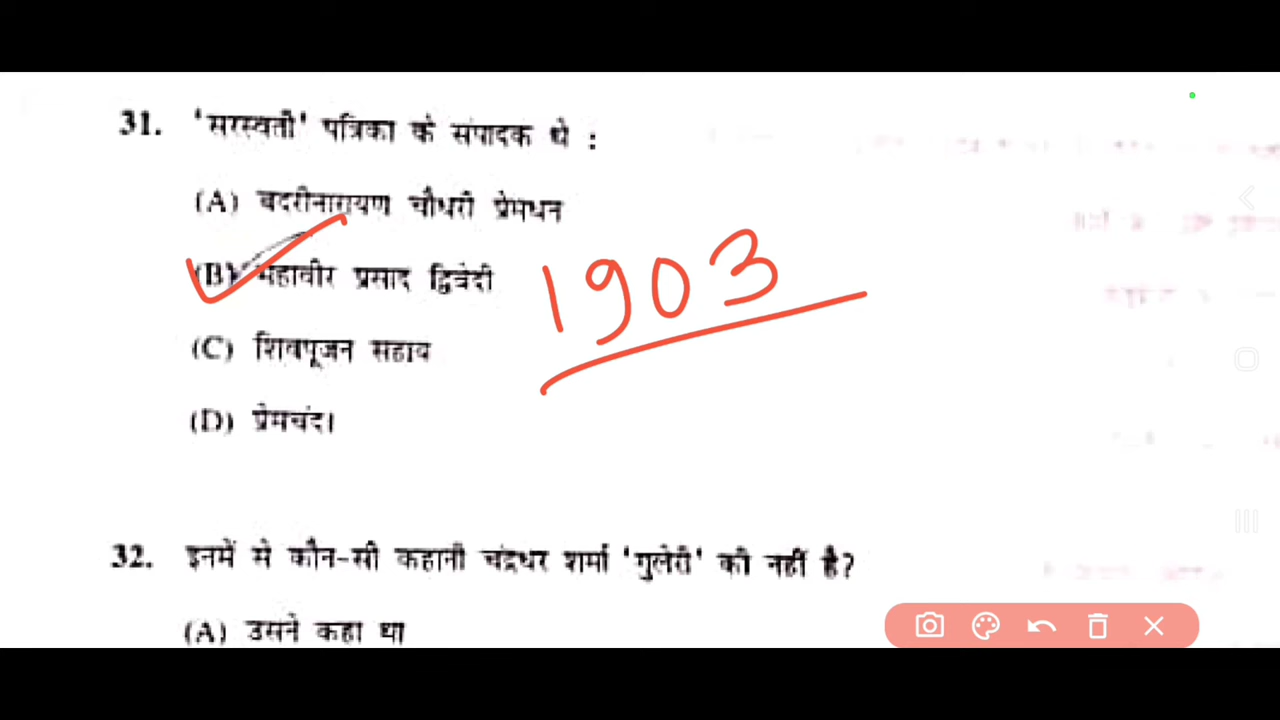 31. 'सरस्वती' पत्रिका के संपादक थे :
(A) बदरीनारायण चौधरी प्रेमधन
(B) महावीर प्रसाद द्विवेदी
1903
(C) शिवपूजन सहाय
(D) प्रेमचंद।
32. इनमें से कौन-सी कहानी चंद्रधर शर्मा 'गुलेरी' की नहीं है?
(A) उसने कहा था